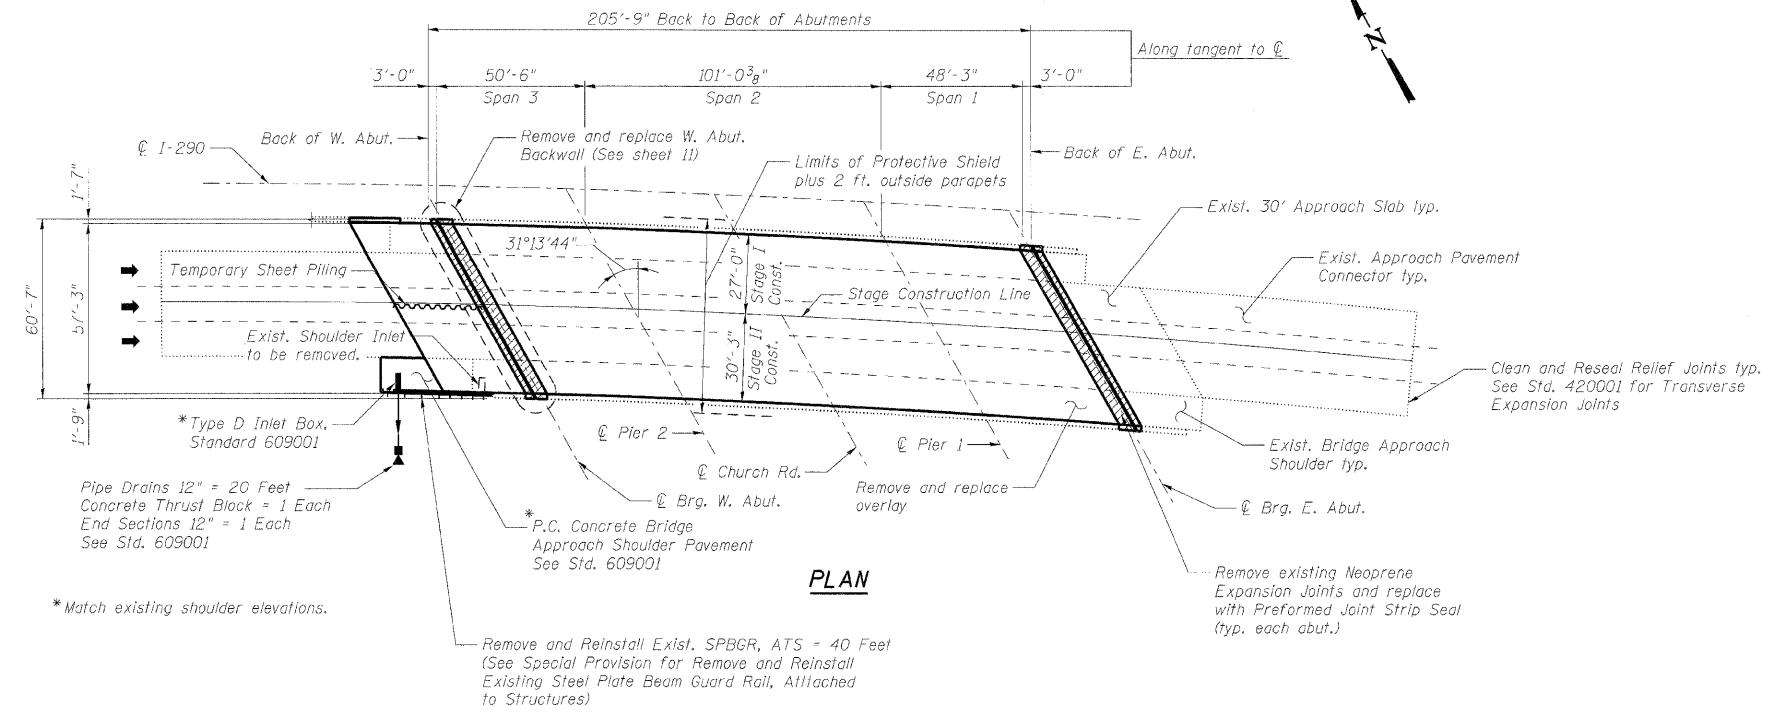 205'-9" Back to Back of Abutments
N
Along tangent to ℄
3'-0"
50'-6"
101'-0⅜"
48'-3"
3'-0"
Span 3
Span 2
Span 1
℄ I-290
Back of W. Abut.
Remove and replace W. Abut.
Backwall (See sheet 11)
Limits of Protective Shield
plus 2 ft. outside parapets
Back of E. Abut.
1'-7"
60'-7"
57'-3"
1'-9"
31°13'44"
Temporary Sheet Piling
Exist. Shoulder Inlet
to be removed.
27'-0"
Stage I
Const.
30'-3"
Stage II
Const.
Stage Construction Line
Exist. 30' Approach Slab typ.
Exist. Approach Pavement
Connector typ.
Clean and Reseal Relief Joints typ.
See Std. 420001 for Transverse
Expansion Joints
*Type D Inlet Box,
Standard 609001
℄ Pier 2
℄ Church Rd.
℄ Pier 1
Remove and replace
overlay
Exist. Bridge Approach
Shoulder typ.
Pipe Drains 12" = 20 Feet
Concrete Thrust Block = 1 Each
End Sections 12" = 1 Each
See Std. 609001
℄ Brg. W. Abut.
*P.C. Concrete Bridge
Approach Shoulder Pavement
See Std. 609001
℄ Brg. E. Abut.
PLAN
Remove existing Neoprene
Expansion Joints and replace
with Preformed Joint Strip Seal
(typ. each abut.)
*Match existing shoulder elevations.
Remove and Reinstall Exist. SPBGR, ATS = 40 Feet
(See Special Provision for Remove and Reinstall
Existing Steel Plate Beam Guard Rail, Attiached
to Structures)